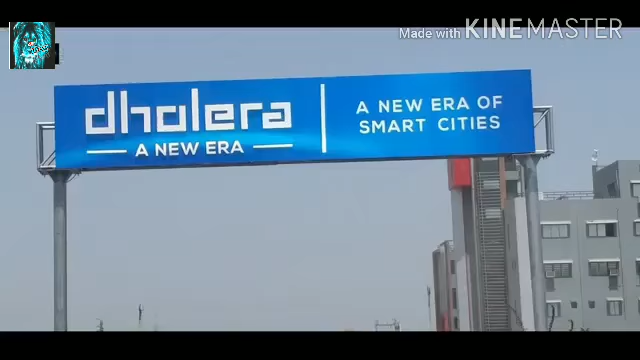 Made with KINEMASTER
dholera
A NEW ERA
A NEW ERA OF
SMART CITIES